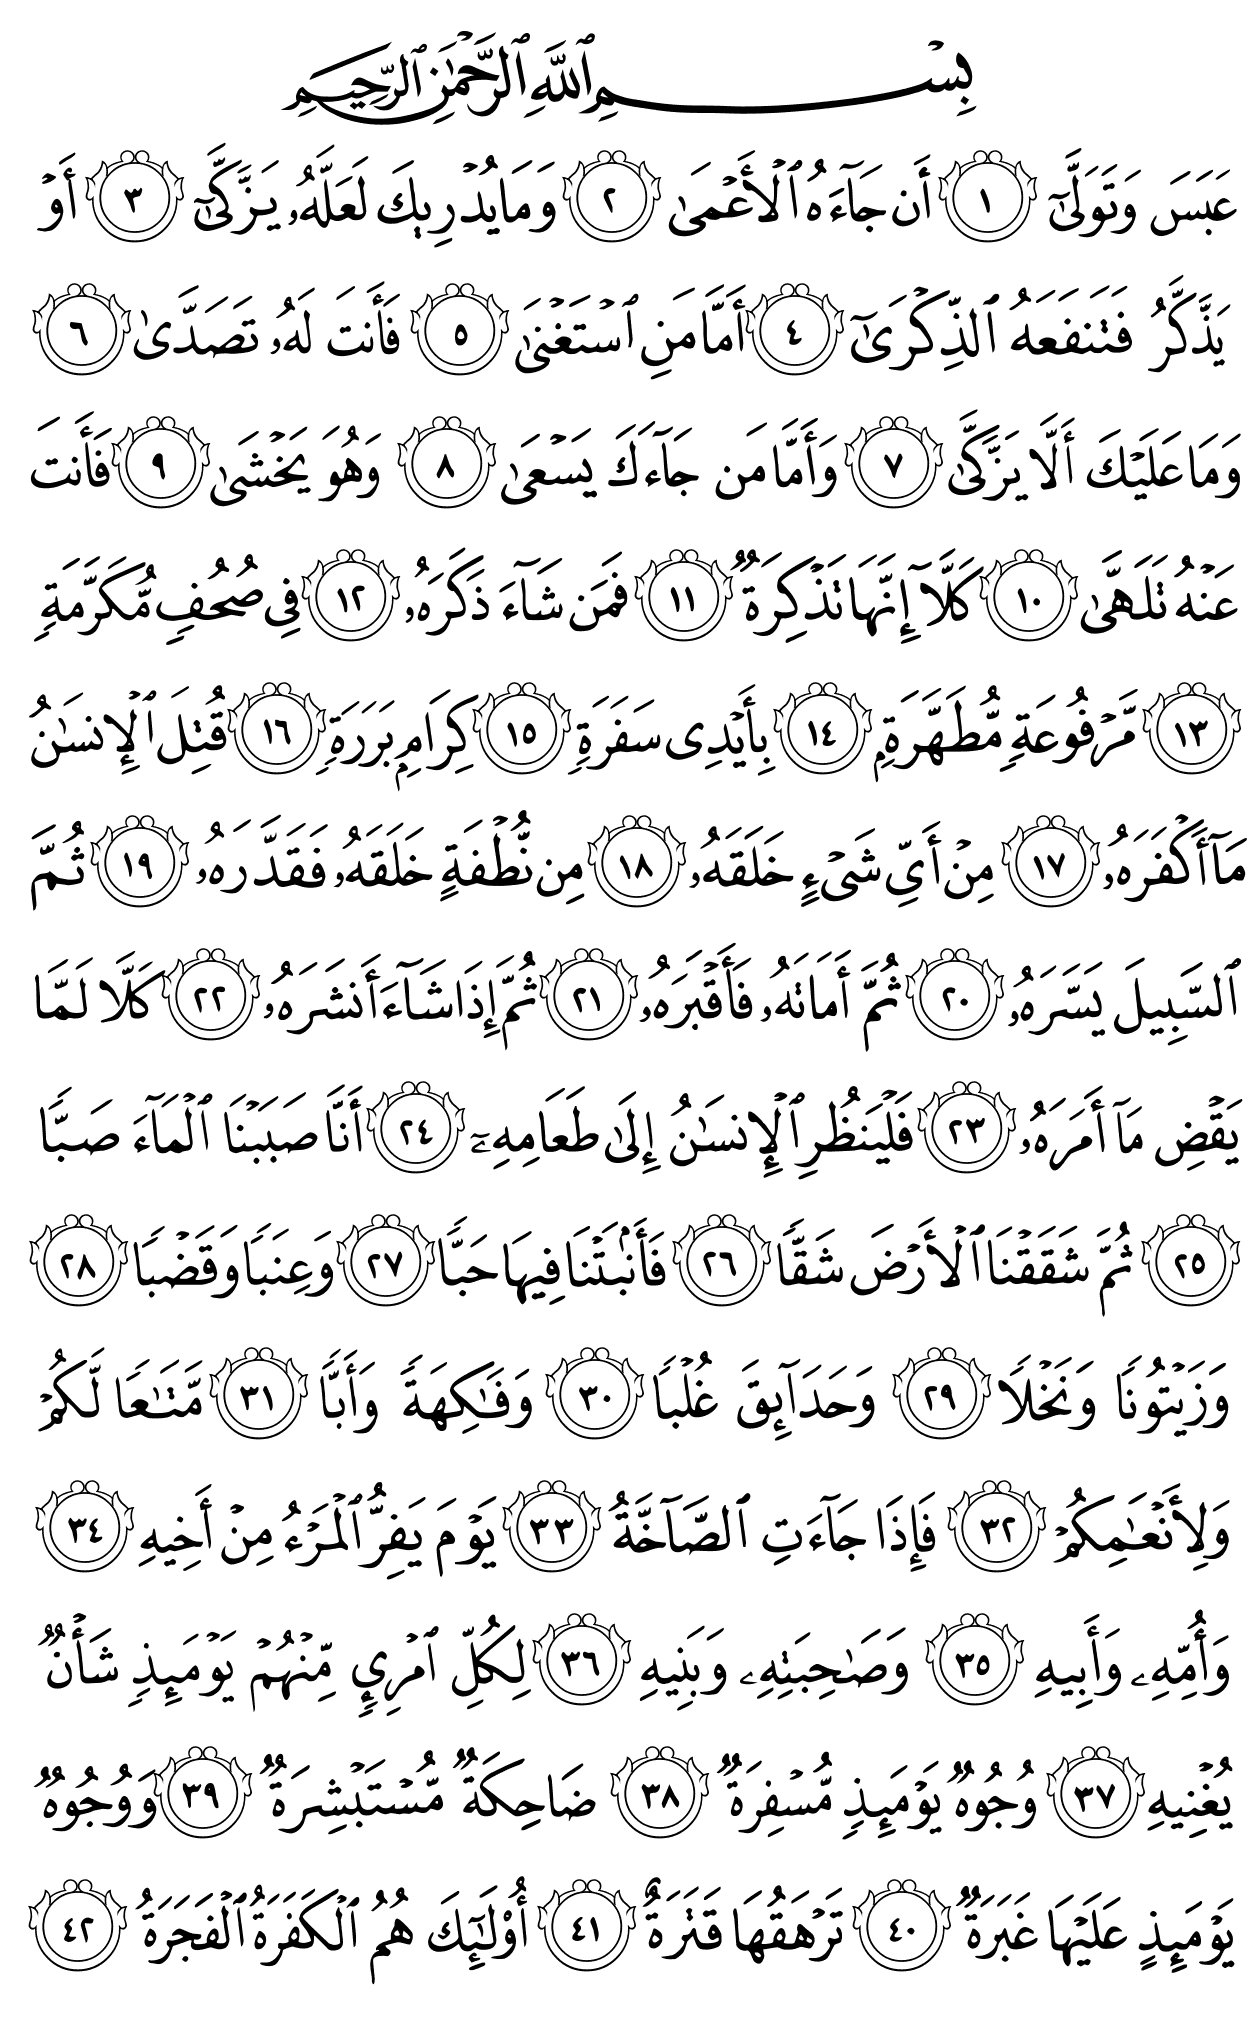 بِسْمِ ٱللَّهِ ٱلرَّحْمَٰنِ ٱلرَّحِيمِ
عَبَسَ وَتَوَلَّىٰٓ ١ أَن جَآءَهُ ٱلْأَعْمَىٰ ٢ وَمَا يُدْرِيكَ لَعَلَّهُۥ يَزَّكَّىٰٓ ٣ أَوْ
يَذَّكَّرُ فَتَنفَعَهُ ٱلذِّكْرَىٰٓ ٤ أَمَّا مَنِ ٱسْتَغْنَىٰ ٥ فَأَنتَ لَهُۥ تَصَدَّىٰ ٦
وَمَا عَلَيْكَ أَلَّا يَزَّكَّىٰ ٧ وَأَمَّا مَن جَآءَكَ يَسْعَىٰ ٨ وَهُوَ يَخْشَىٰ ٩ فَأَنتَ
عَنْهُ تَلَهَّىٰ ١٠ كَلَّآ إِنَّهَا تَذْكِرَةٌ ١١ فَمَن شَآءَ ذَكَرَهُۥ ١٢ فِى صُحُفٍ مُّكَرَّمَةٍ
١٣ مَّرْفُوعَةٍ مُّطَهَّرَةٍۭ ١٤ بِأَيْدِى سَفَرَةٍ ١٥ كِرَامٍۭ بَرَرَةٍ ١٦ قُتِلَ ٱلْإِنسَٰنُ
مَآ أَكْفَرَهُۥ ١٧ مِنْ أَىِّ شَىْءٍ خَلَقَهُۥ ١٨ مِن نُّطْفَةٍ خَلَقَهُۥ فَقَدَّرَهُۥ ١٩ ثُمَّ
ٱلسَّبِيلَ يَسَّرَهُۥ ٢٠ ثُمَّ أَمَاتَهُۥ فَأَقْبَرَهُۥ ٢١ ثُمَّ إِذَا شَآءَ أَنشَرَهُۥ ٢٢ كَلَّا لَمَّا
يَقْضِ مَآ أَمَرَهُۥ ٢٣ فَلْيَنظُرِ ٱلْإِنسَٰنُ إِلَىٰ طَعَامِهِۦٓ ٢٤ أَنَّا صَبَبْنَا ٱلْمَآءَ صَبًّا
٢٥ ثُمَّ شَقَقْنَا ٱلْأَرْضَ شَقًّا ٢٦ فَأَنۢبَتْنَا فِيهَا حَبًّا ٢٧ وَعِنَبًا وَقَضْبًا ٢٨
وَزَيْتُونًا وَنَخْلًا ٢٩ وَحَدَآئِقَ غُلْبًا ٣٠ وَفَٰكِهَةً وَأَبًّا ٣١ مَّتَٰعًا لَّكُمْ
وَلِأَنْعَٰمِكُمْ ٣٢ فَإِذَا جَآءَتِ ٱلصَّآخَّةُ ٣٣ يَوْمَ يَفِرُّ ٱلْمَرْءُ مِنْ أَخِيهِ ٣٤
وَأُمِّهِۦ وَأَبِيهِ ٣٥ وَصَٰحِبَتِهِۦ وَبَنِيهِ ٣٦ لِكُلِّ ٱمْرِئٍ مِّنْهُمْ يَوْمَئِذٍ شَأْنٌ
يُغْنِيهِ ٣٧ وُجُوهٌ يَوْمَئِذٍ مُّسْفِرَةٌ ٣٨ ضَاحِكَةٌ مُّسْتَبْشِرَةٌ ٣٩ وَوُجُوهٌ
يَوْمَئِذٍ عَلَيْهَا غَبَرَةٌ ٤٠ تَرْهَقُهَا قَتَرَةٌ ٤١ أُو۟لَٰٓئِكَ هُمُ ٱلْكَفَرَةُ ٱلْفَجَرَةُ ٤٢